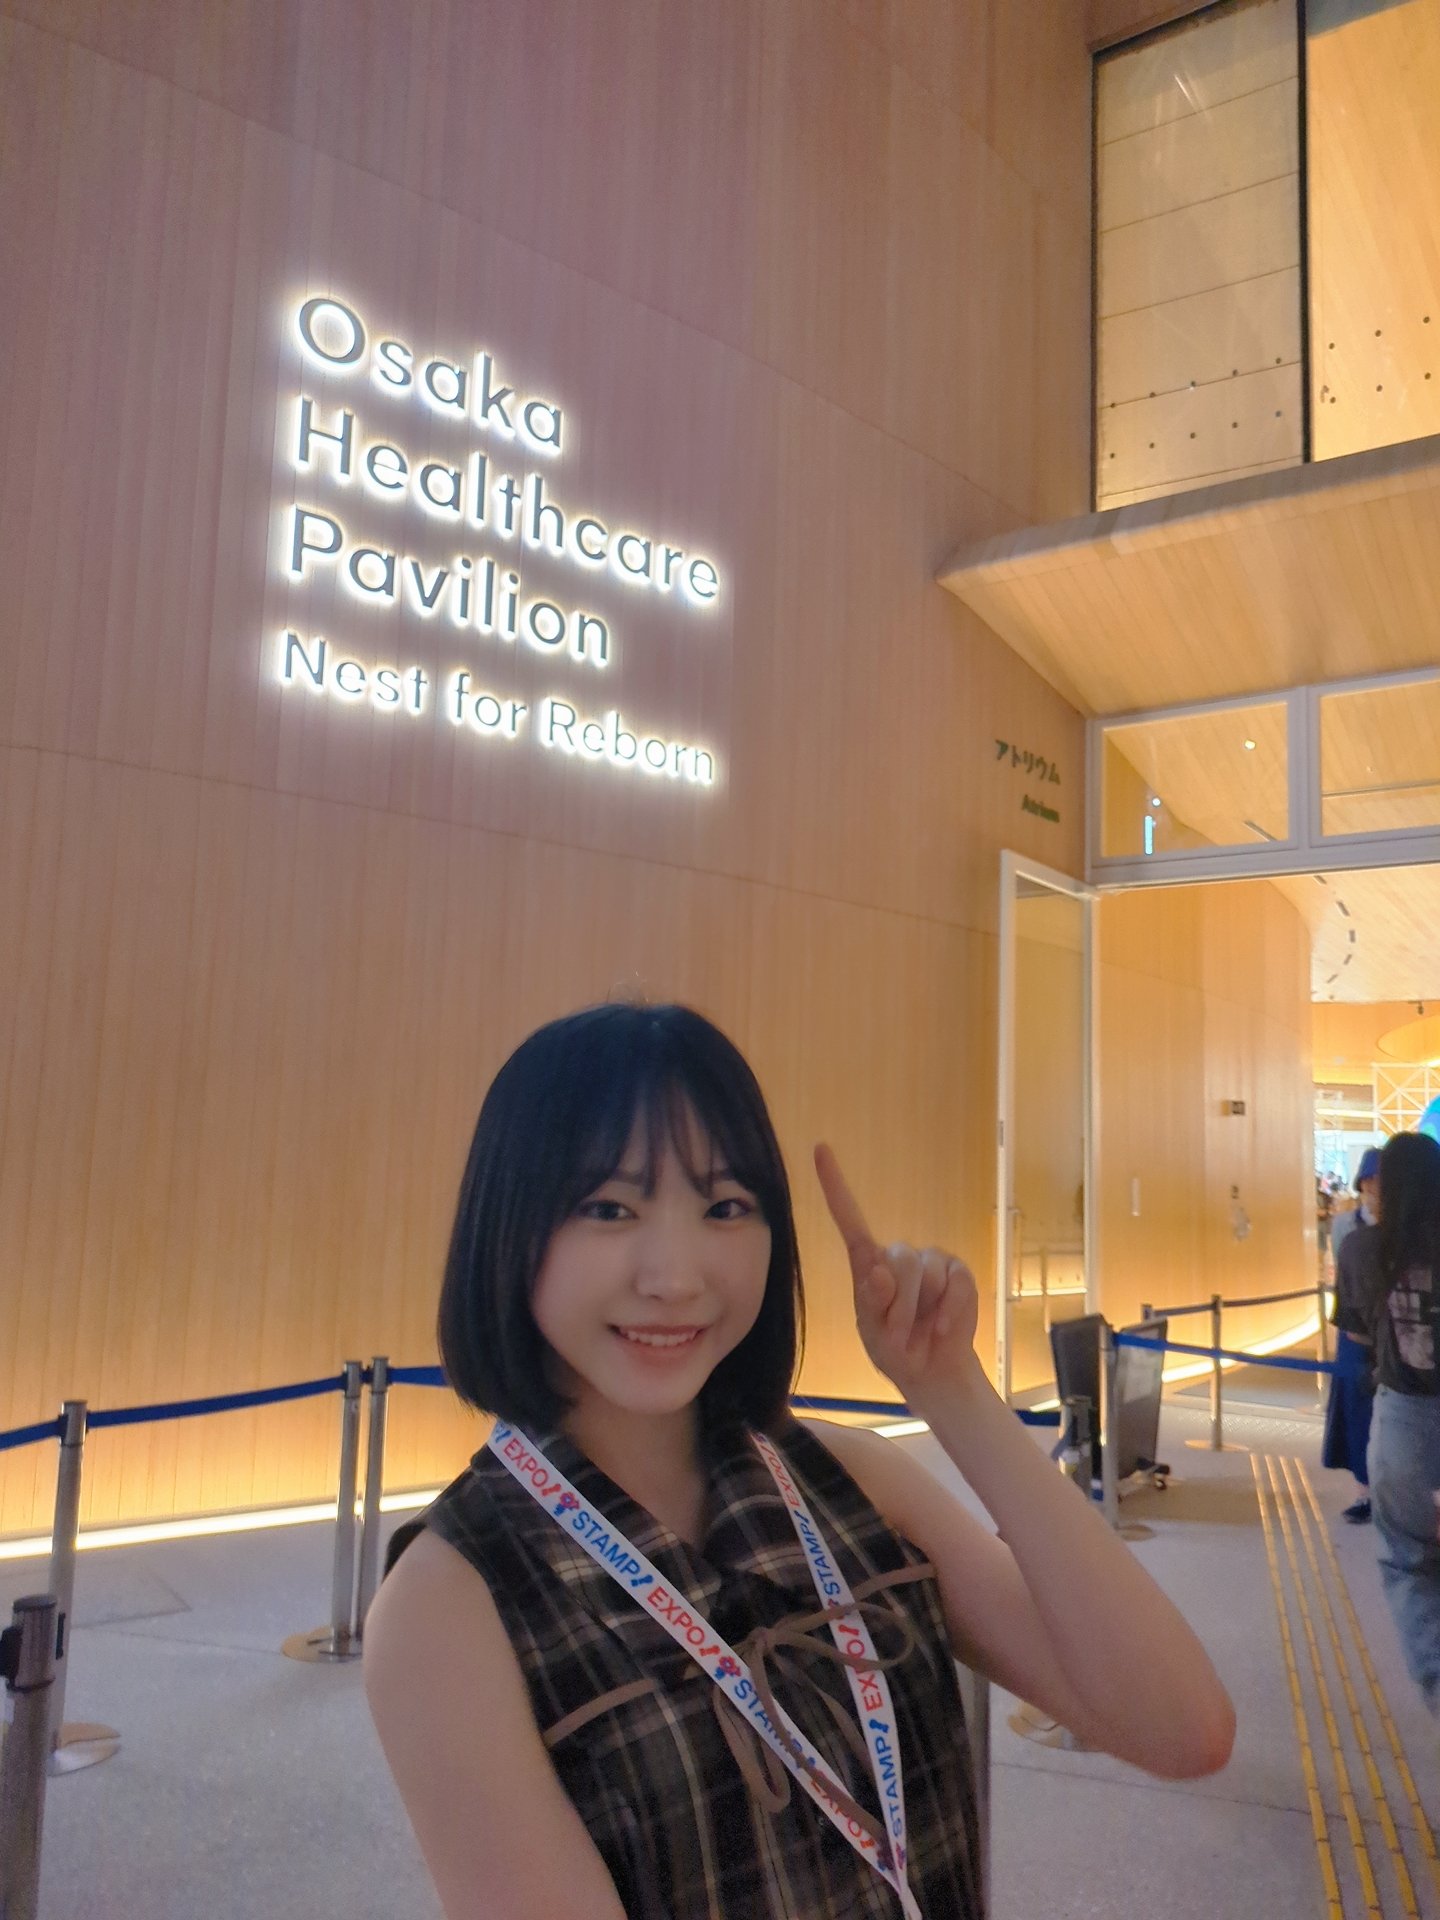 Osaka
Healthcare
Pavilion
Nest for Reborn
アトリウム
Atrium
EXPO! STAMP! EXPO! STAMP! EXPO!
EXPO! STAMP! EXPO! STAMP!